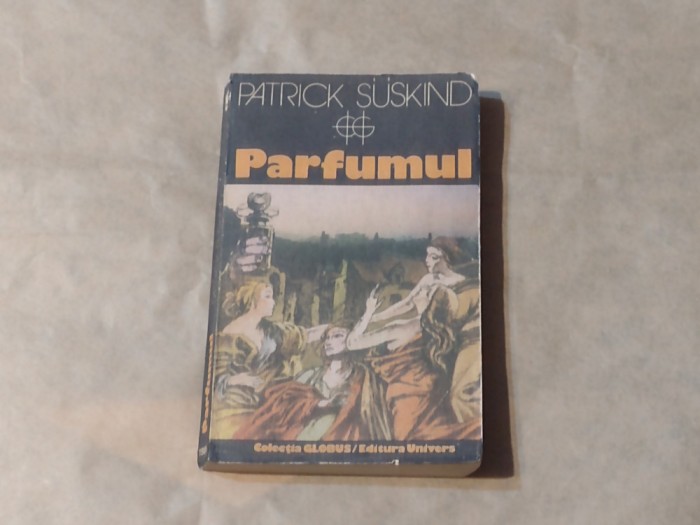 PATRICK SÜSKIND
Parfumul
Colecția GLOBUS/Editura Univers